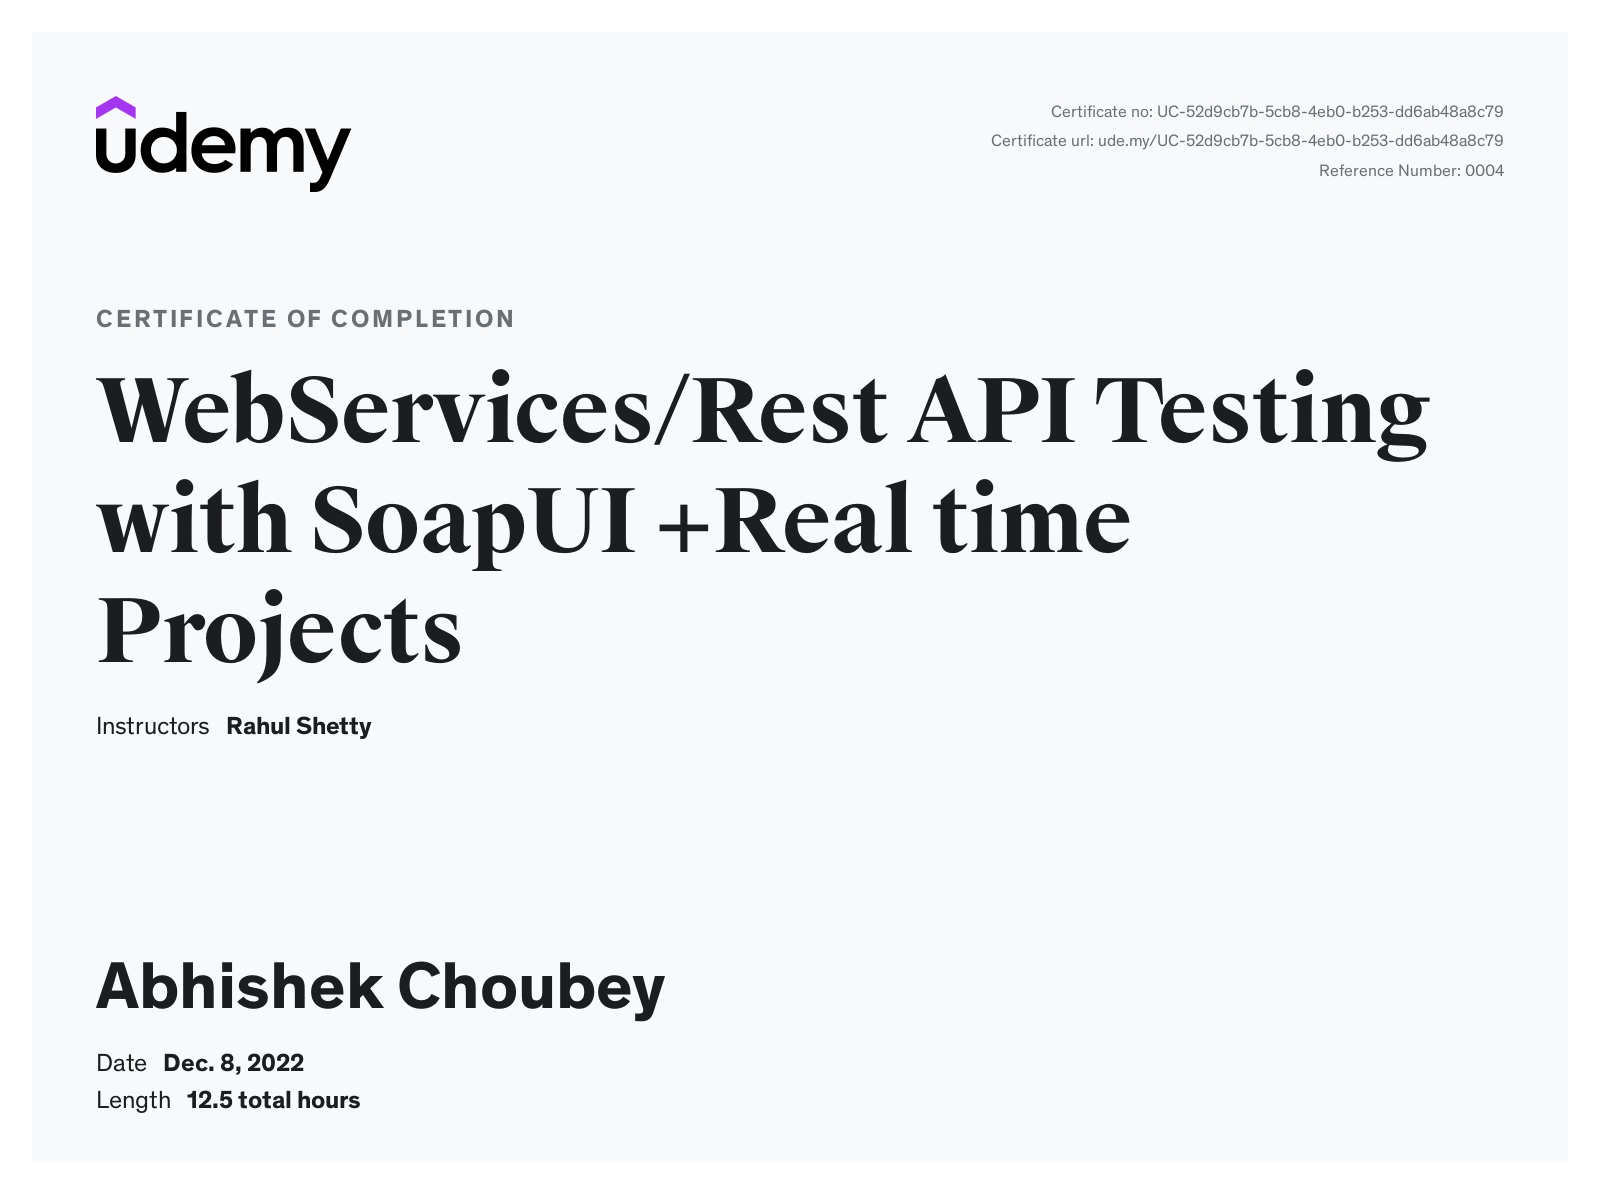 udemy
Certificate no: UC-52d9cb7b-5cb8-4eb0-b253-dd6ab48a8c79
Certificate url: ude.my/UC-52d9cb7b-5cb8-4eb0-b253-dd6ab48a8c79
Reference Number: 0004
CERTIFICATE OF COMPLETION
WebServices/Rest API Testing
with SoapUI +Real time
Projects
Instructors Rahul Shetty
Abhishek Choubey
Date Dec. 8, 2022
Length 12.5 total hours